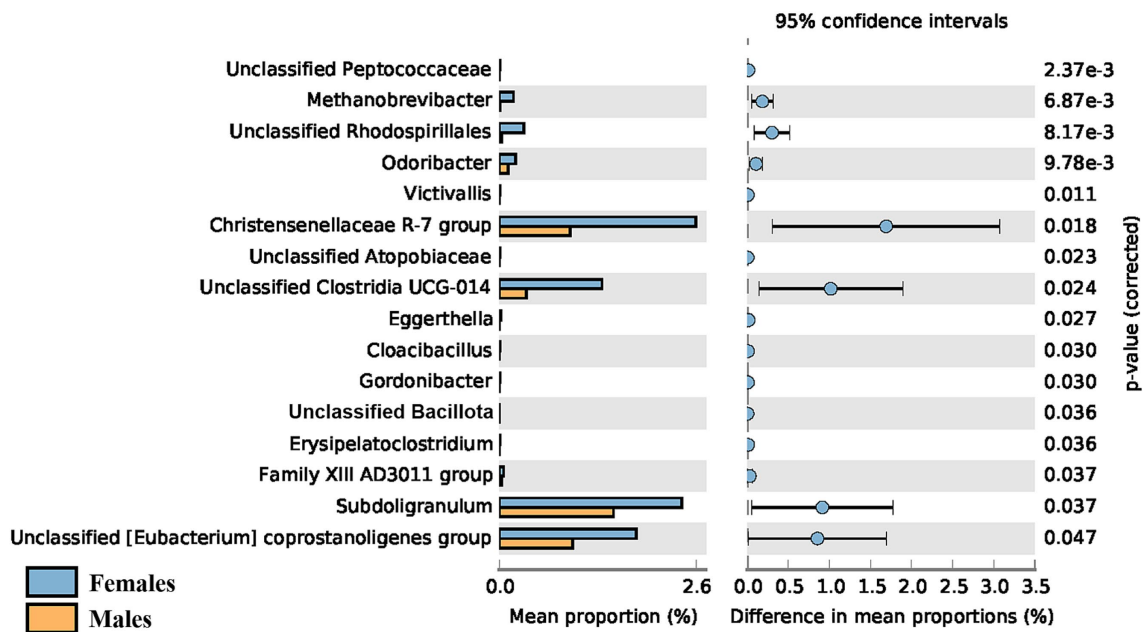 95% confidence intervals
Unclassified Peptococcaceae 2.37e-3
Methanobrevibacter 6.87e-3
Unclassified Rhodospirillales 8.17e-3
Odoribacter 9.78e-3
Victivallis 0.011
Christensenellaceae R-7 group 0.018
Unclassified Atopobiaceae 0.023
Unclassified Clostridia UCG-014 0.024
Eggerthella 0.027
Cloacibacillus 0.030
Gordonibacter 0.030
Unclassified Bacillota 0.036
Erysipelatoclostridium 0.036
Family XIII AD3011 group 0.037
Subdoligranulum 0.037
Unclassified [Eubacterium] coprostanoligenes group 0.047
p-value (corrected)
0.0 2.6 0.0 0.5 1.0 1.5 2.0 2.5 3.0 3.5
Mean proportion (%) Difference in mean proportions (%)
Females
Males